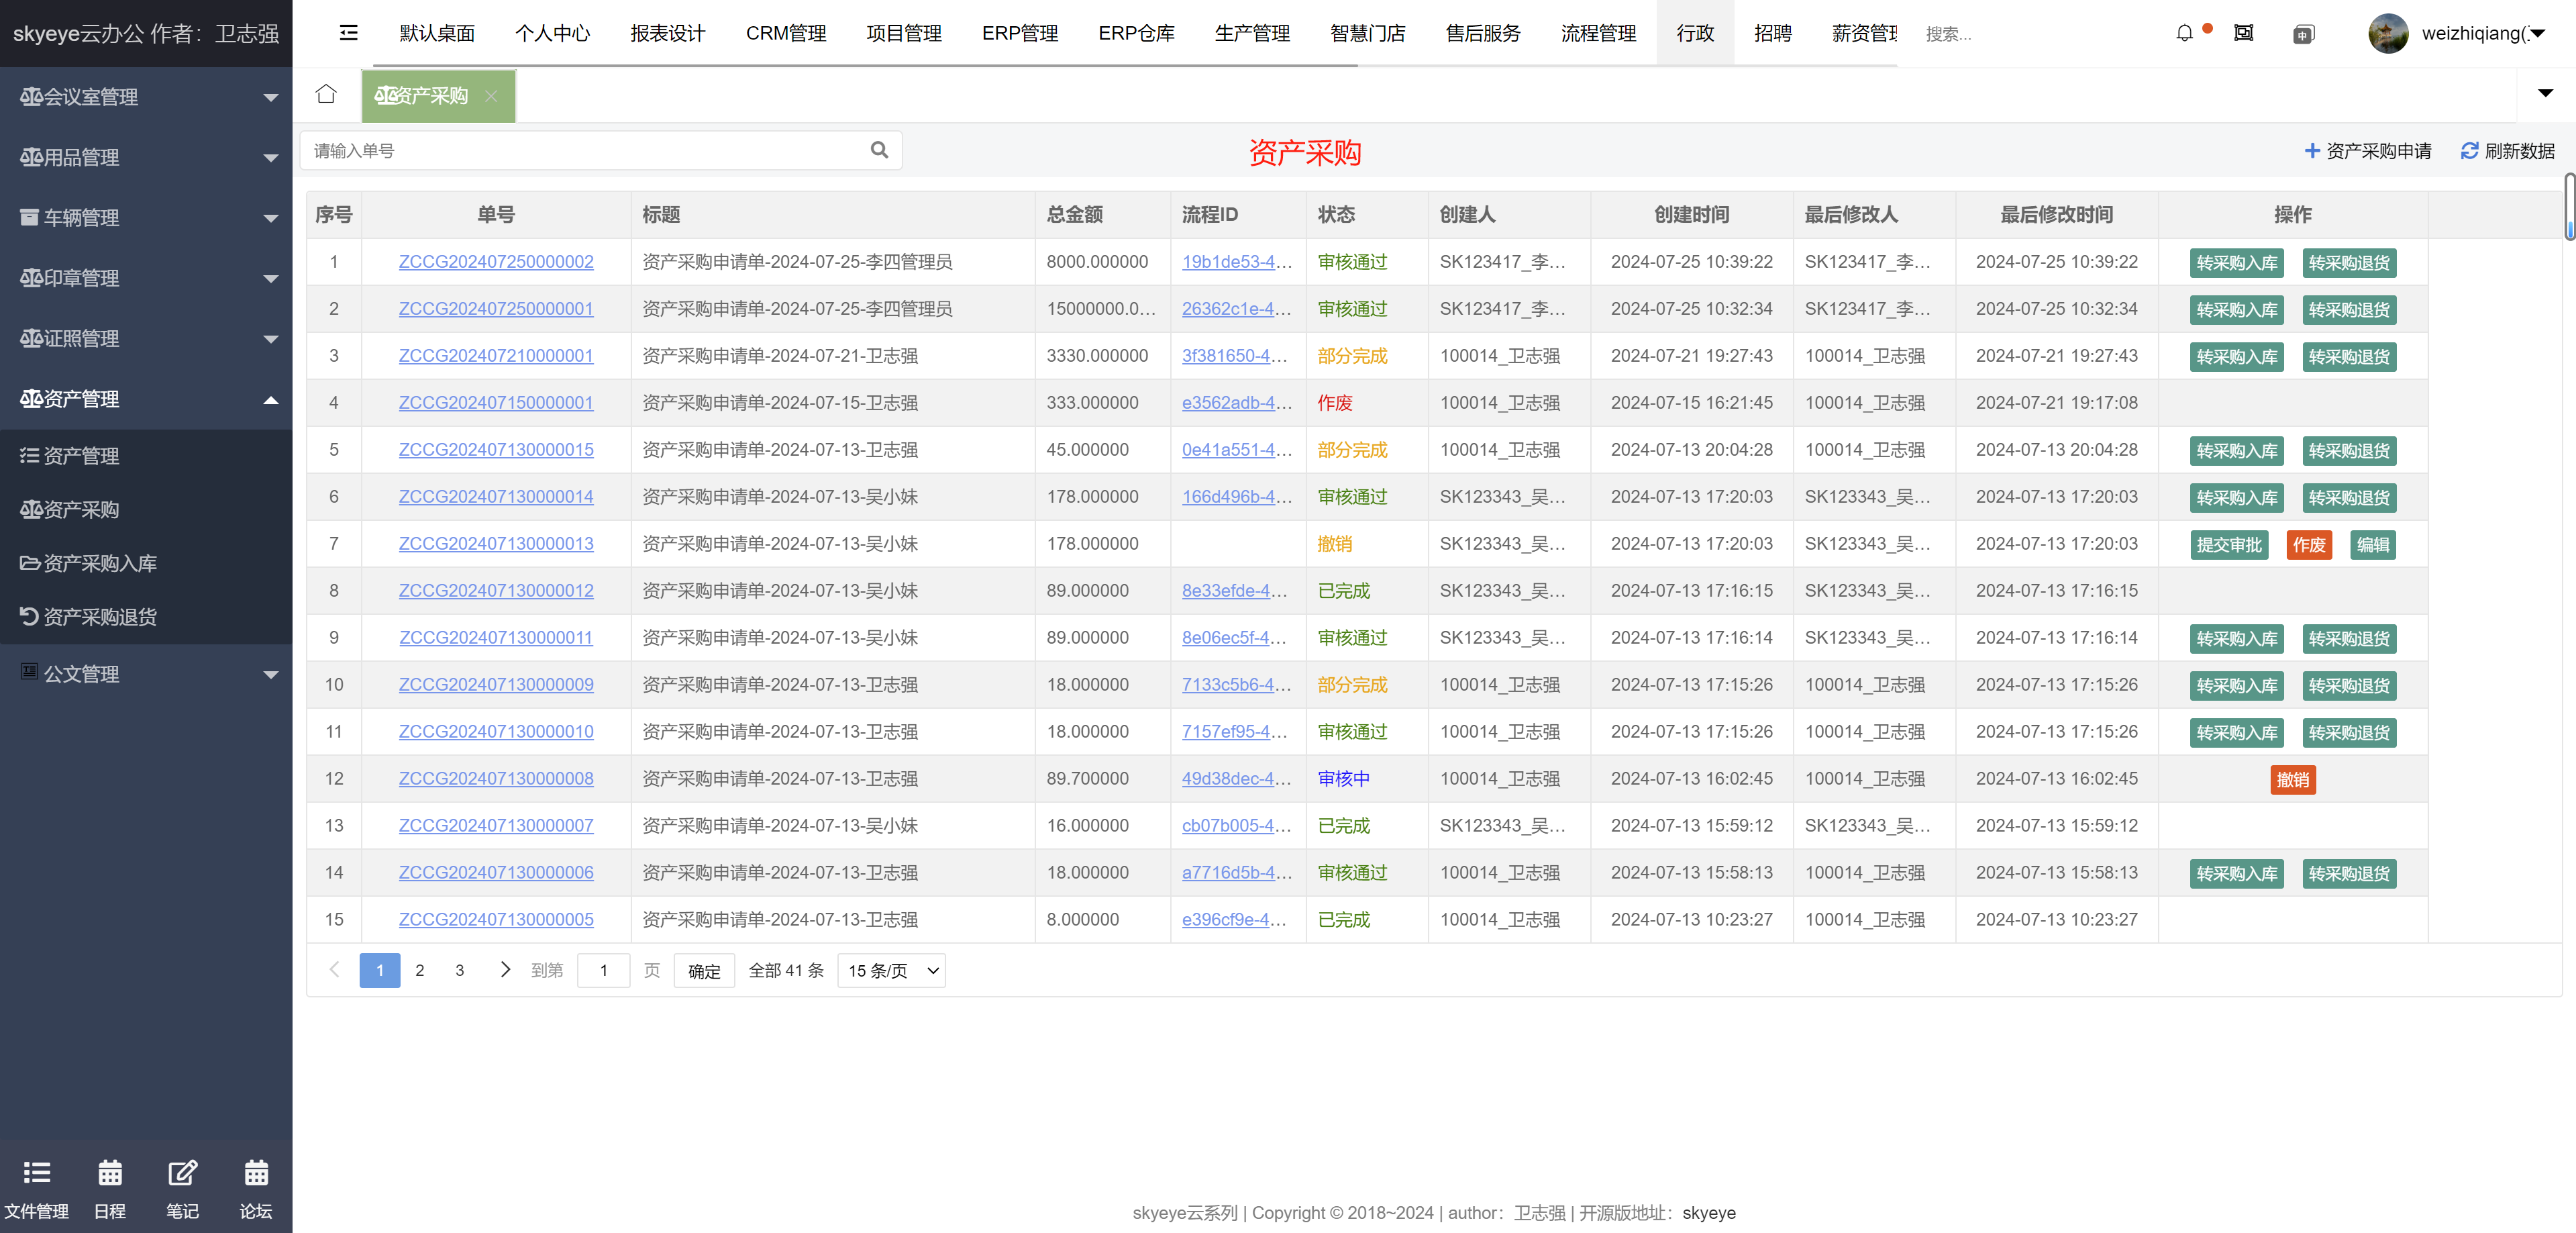 skyeye云办公 作者：卫志强
默认桌面 个人中心 报表设计 CRM管理 项目管理 ERP管理 ERP仓库 生产管理 智慧门店 售后服务 流程管理 行政 招聘 薪资管理 搜索... weizhiqiang(
会议室管理
用品管理
车辆管理
印章管理
证照管理
资产管理
资产管理
资产采购
资产采购入库
资产采购退货
公文管理
文件管理 日程 笔记 论坛
资产采购
请输入单号 资产采购 资产采购申请 刷新数据
序号 单号 标题 总金额 流程ID 状态 创建人 创建时间 最后修改人 最后修改时间 操作
1 ZCCG202407250000002 资产采购申请单-2024-07-25-李四管理员 8000.000000 19b1de53-4... 审核通过 SK123417_李... 2024-07-25 10:39:22 SK123417_李... 2024-07-25 10:39:22 转采购入库 转采购退货
2 ZCCG202407250000001 资产采购申请单-2024-07-25-李四管理员 15000000.0... 26362c1e-4... 审核通过 SK123417_李... 2024-07-25 10:32:34 SK123417_李... 2024-07-25 10:32:34 转采购入库 转采购退货
3 ZCCG202407210000001 资产采购申请单-2024-07-21-卫志强 3330.000000 3f381650-4... 部分完成 100014_卫志强 2024-07-21 19:27:43 100014_卫志强 2024-07-21 19:27:43 转采购入库 转采购退货
4 ZCCG202407150000001 资产采购申请单-2024-07-15-卫志强 333.000000 e3562adb-4... 作废 100014_卫志强 2024-07-15 16:21:45 100014_卫志强 2024-07-21 19:17:08
5 ZCCG202407130000015 资产采购申请单-2024-07-13-卫志强 45.000000 0e41a551-4... 部分完成 100014_卫志强 2024-07-13 20:04:28 100014_卫志强 2024-07-13 20:04:28 转采购入库 转采购退货
6 ZCCG202407130000014 资产采购申请单-2024-07-13-吴小妹 178.000000 166d496b-4... 审核通过 SK123343_吴... 2024-07-13 17:20:03 SK123343_吴... 2024-07-13 17:20:03 转采购入库 转采购退货
7 ZCCG202407130000013 资产采购申请单-2024-07-13-吴小妹 178.000000 撤销 SK123343_吴... 2024-07-13 17:20:03 SK123343_吴... 2024-07-13 17:20:03 提交审批 作废 编辑
8 ZCCG202407130000012 资产采购申请单-2024-07-13-吴小妹 89.000000 8e33efde-4... 已完成 SK123343_吴... 2024-07-13 17:16:15 SK123343_吴... 2024-07-13 17:16:15
9 ZCCG202407130000011 资产采购申请单-2024-07-13-吴小妹 89.000000 8e06ec5f-4... 审核通过 SK123343_吴... 2024-07-13 17:16:14 SK123343_吴... 2024-07-13 17:16:14 转采购入库 转采购退货
10 ZCCG202407130000009 资产采购申请单-2024-07-13-卫志强 18.000000 7133c5b6-4... 部分完成 100014_卫志强 2024-07-13 17:15:26 100014_卫志强 2024-07-13 17:15:26 转采购入库 转采购退货
11 ZCCG202407130000010 资产采购申请单-2024-07-13-卫志强 18.000000 7157ef95-4... 审核通过 100014_卫志强 2024-07-13 17:15:26 100014_卫志强 2024-07-13 17:15:26 转采购入库 转采购退货
12 ZCCG202407130000008 资产采购申请单-2024-07-13-卫志强 89.700000 49d38dec-4... 审核中 100014_卫志强 2024-07-13 16:02:45 100014_卫志强 2024-07-13 16:02:45 撤销
13 ZCCG202407130000007 资产采购申请单-2024-07-13-吴小妹 16.000000 cb07b005-4... 已完成 SK123343_吴... 2024-07-13 15:59:12 SK123343_吴... 2024-07-13 15:59:12
14 ZCCG202407130000006 资产采购申请单-2024-07-13-卫志强 18.000000 a7716d5b-4... 审核通过 100014_卫志强 2024-07-13 15:58:13 100014_卫志强 2024-07-13 15:58:13 转采购入库 转采购退货
15 ZCCG202407130000005 资产采购申请单-2024-07-13-卫志强 8.000000 e396cf9e-4... 已完成 100014_卫志强 2024-07-13 10:23:27 100014_卫志强 2024-07-13 10:23:27
1 2 3 到第 1 页 确定 全部 41 条 15 条/页
skyeye云系列 | Copyright © 2018~2024 | author：卫志强 | 开源版地址：skyeye